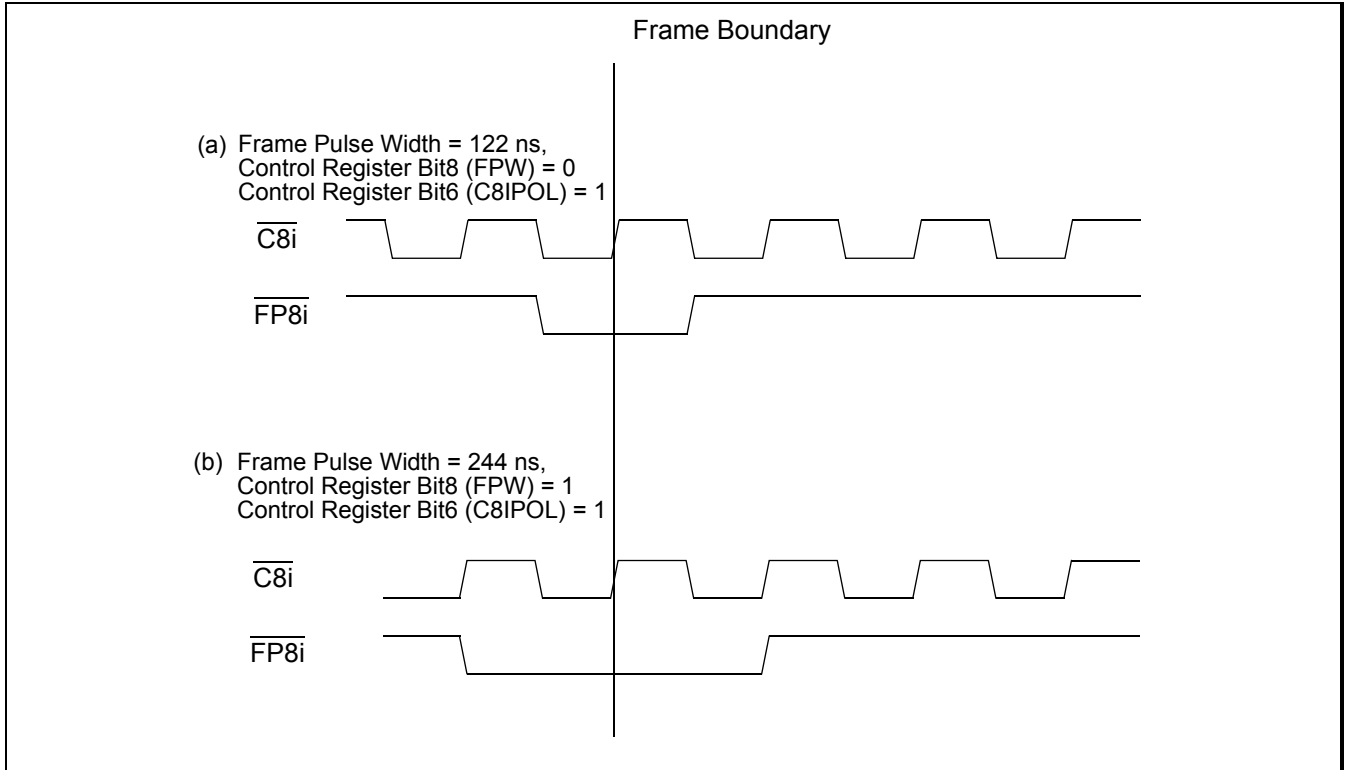 Frame Boundary
(a) Frame Pulse Width = 122 ns,
Control Register Bit8 (FPW) = 0
Control Register Bit6 (C8IPOL) = 1
C8i
FP8i
(b) Frame Pulse Width = 244 ns,
Control Register Bit8 (FPW) = 1
Control Register Bit6 (C8IPOL) = 1
C8i
FP8i